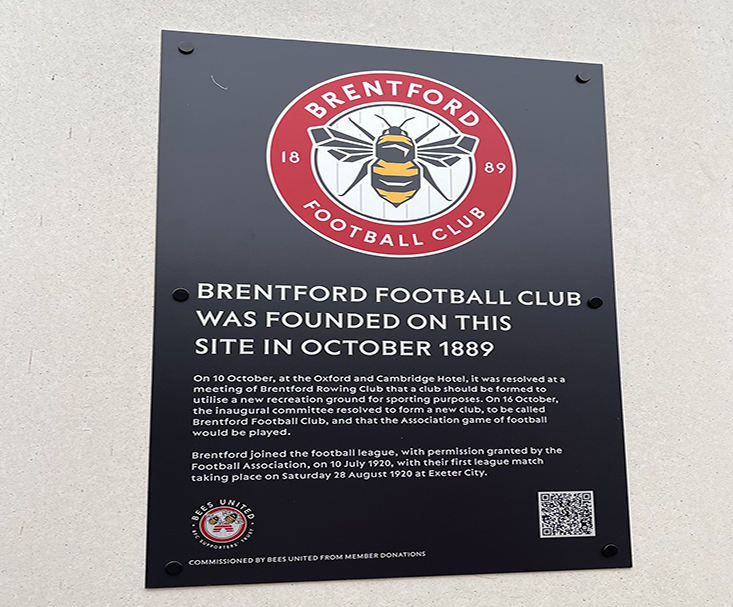 BRENTFORD
18 89
FOOTBALL CLUB
BRENTFORD FOOTBALL CLUB
WAS FOUNDED ON THIS
SITE IN OCTOBER 1889
On 10 October, at the Oxford and Cambridge Hotel, it was resolved at a
meeting of Brentford Rowing Club that a club should be formed to
utilise a new recreation ground for sporting purposes. On 16 October,
the inaugural committee resolved to form a new club, to be called
Brentford Football Club, and that the Association game of football
would be played.
Brentford joined the football league, with permission granted by the
Football Association, on 10 July 1920, with their first league match
taking place on Saturday 28 August 1920 at Exeter City.
BEES UNITED
BFC SUPPORTERS' TRUST
COMMISSIONED BY BEES UNITED FROM MEMBER DONATIONS